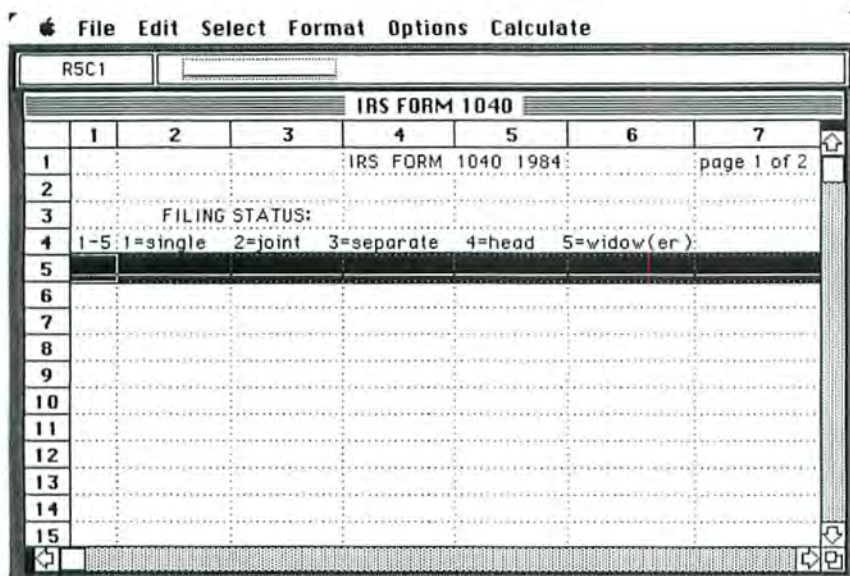 File Edit Select Format Options Calculate
R5C1
IRS FORM 1040
1 2 3 4 5 6 7
1 IRS FORM 1040 1984 page 1 of 2
2
3 FILING STATUS:
4 1-5 1=single 2=joint 3=separate 4=head 5=widow(er)
5
6
7
8
9
10
11
12
13
14
15